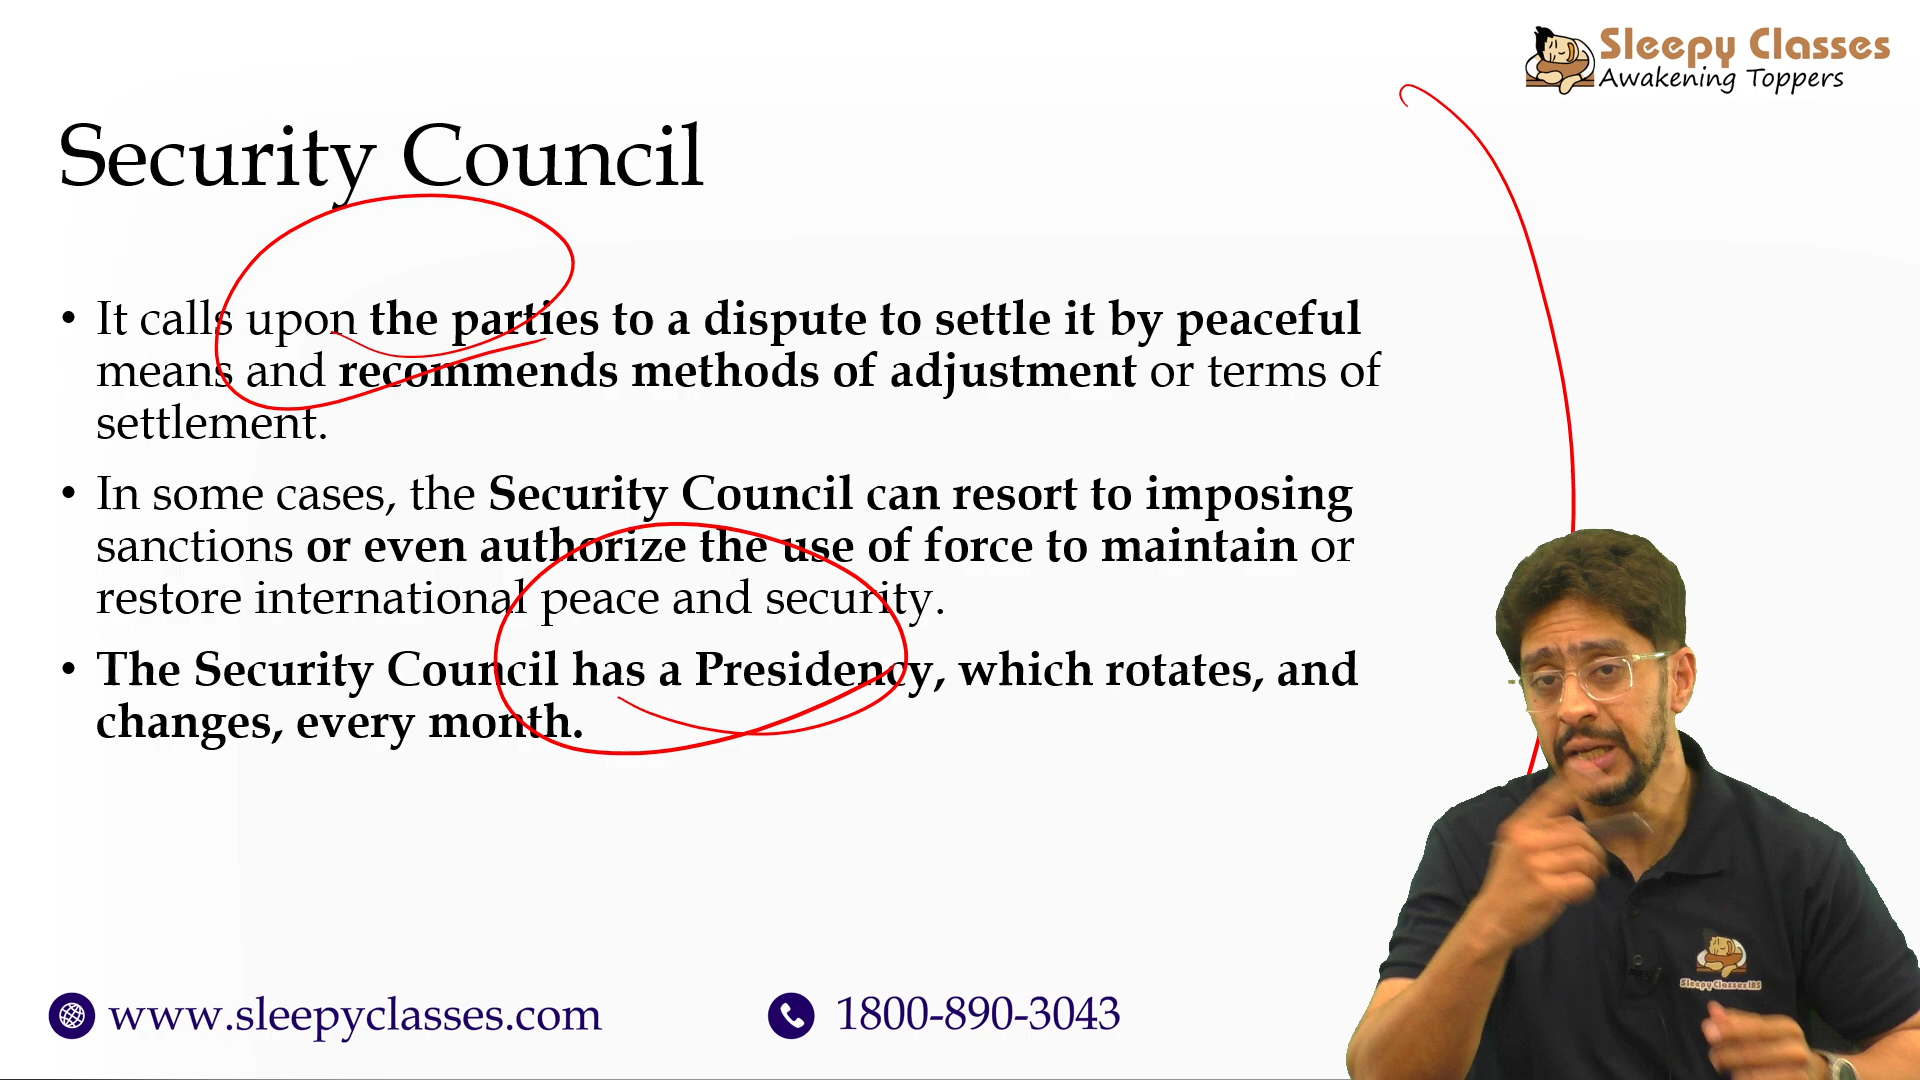 Sleepy Classes
Awakening Toppers
Security Council
• It calls upon the parties to a dispute to settle it by peaceful
means and recommends methods of adjustment or terms of
settlement.
• In some cases, the Security Council can resort to imposing
sanctions or even authorize the use of force to maintain or
restore international peace and security.
• The Security Council has a Presidency, which rotates, and
changes, every month.
Sleepy Classes IAS
www.sleepyclasses.com
1800-890-3043